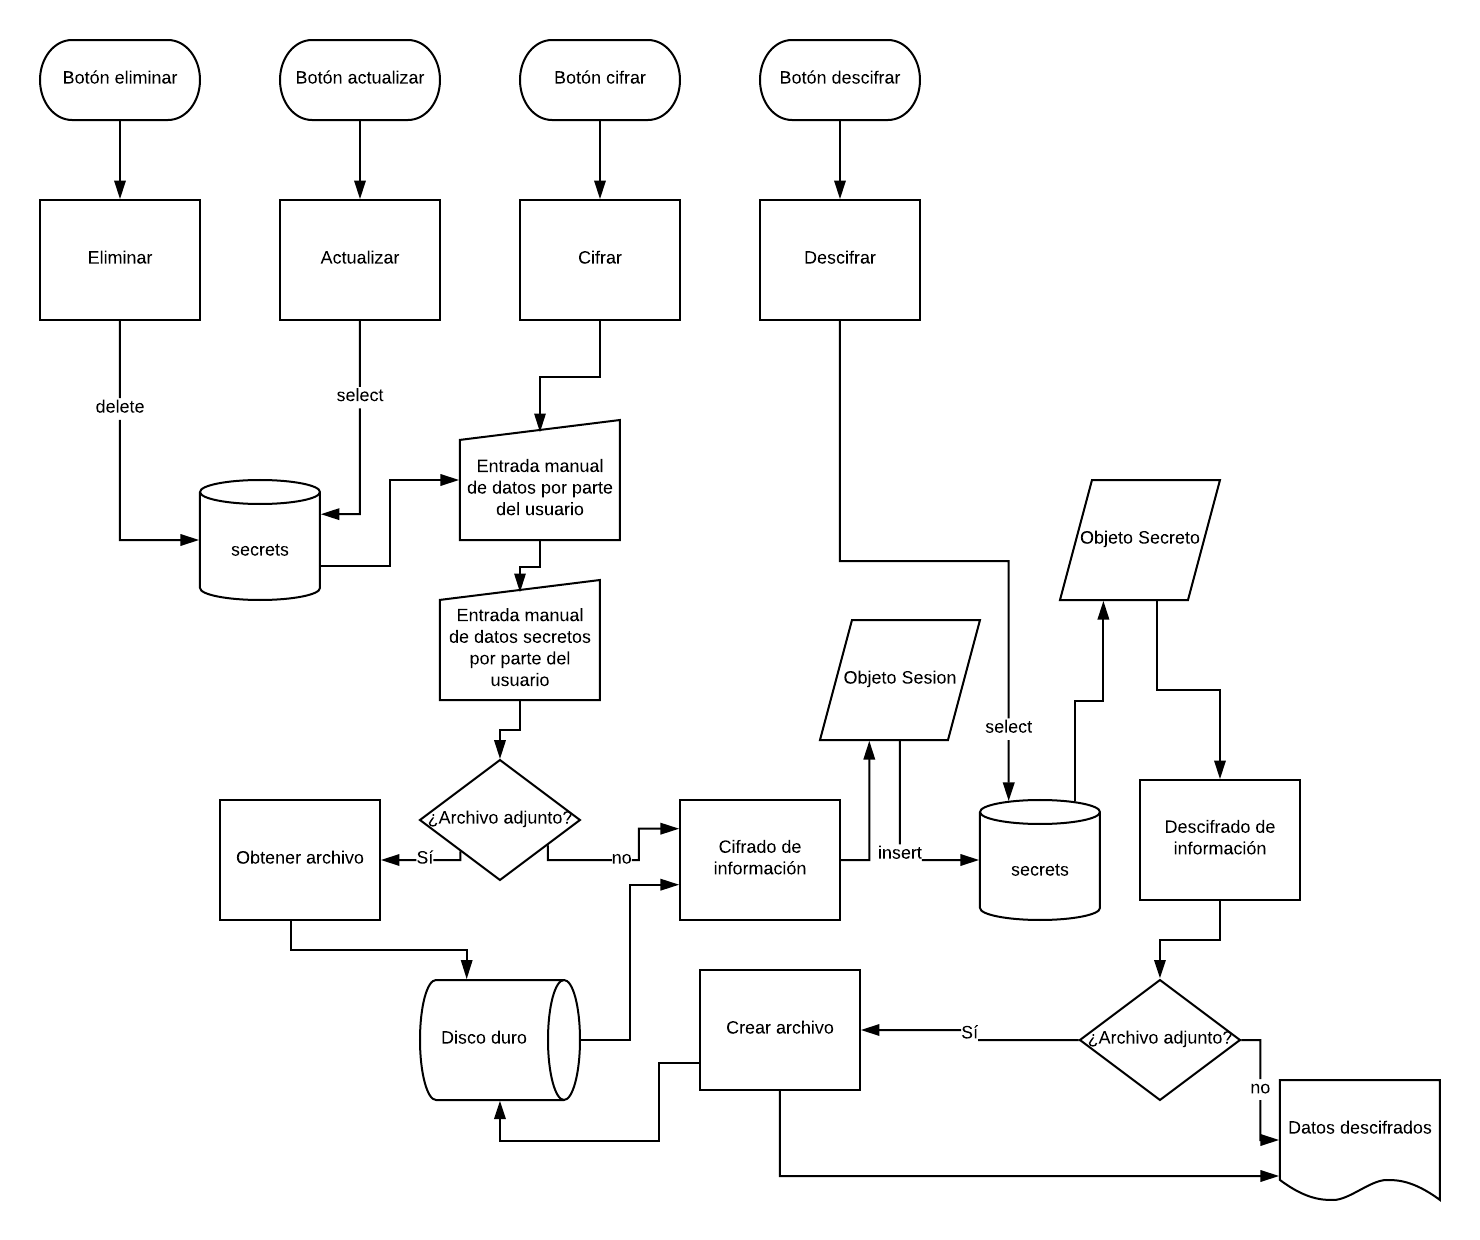 Botón eliminar
Botón actualizar
Botón cifrar
Botón descifrar
Eliminar
Actualizar
Cifrar
Descifrar
delete
select
secrets
Entrada manual
de datos por parte
del usuario
Entrada manual
de datos secretos
por parte del
usuario
Objeto Secreto
Objeto Sesion
select
¿Archivo adjunto?
Sí
no
Obtener archivo
Cifrado de
información
insert
secrets
Descifrado de
información
Disco duro
Crear archivo
Sí
¿Archivo adjunto?
no
Datos descifrados